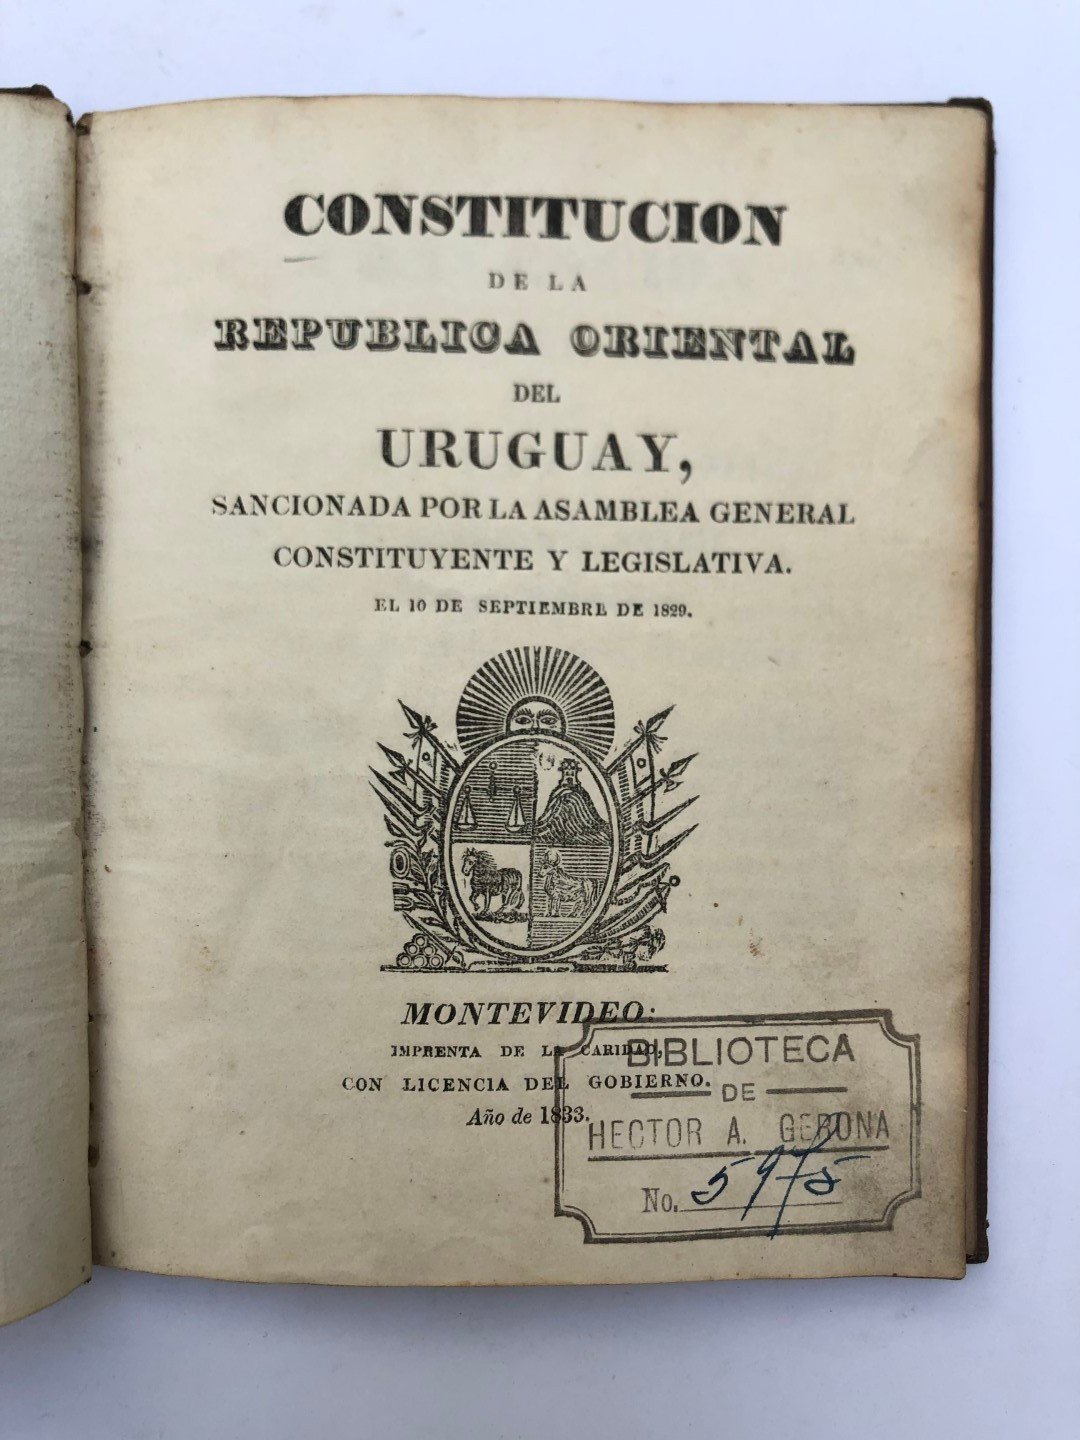 CONSTITUCION
DE LA
REPUBLICA ORIENTAL
DEL
URUGUAY,
SANCIONADA POR LA ASAMBLEA GENERAL
CONSTITUYENTE Y LEGISLATIVA.
EL 10 DE SEPTIEMBRE DE 1829.
MONTEVIDEO:
IMPRENTA DE LA CARIDAD,
CON LICENCIA DEL GOBIERNO.
Año de 1833.
BIBLIOTECA
DE
HECTOR A. GERONA
No. 5975